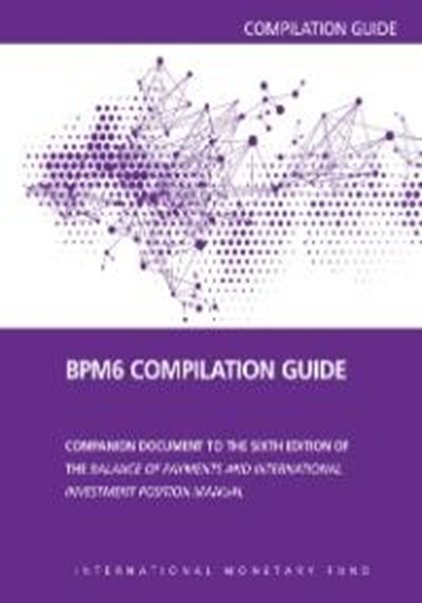 COMPILATION GUIDE
BPM6 COMPILATION GUIDE
COMPANION DOCUMENT TO THE SIXTH EDITION OF
THE BALANCE OF PAYMENTS AND INTERNATIONAL
INVESTMENT POSITION MANUAL
INTERNATIONAL MONETARY FUND